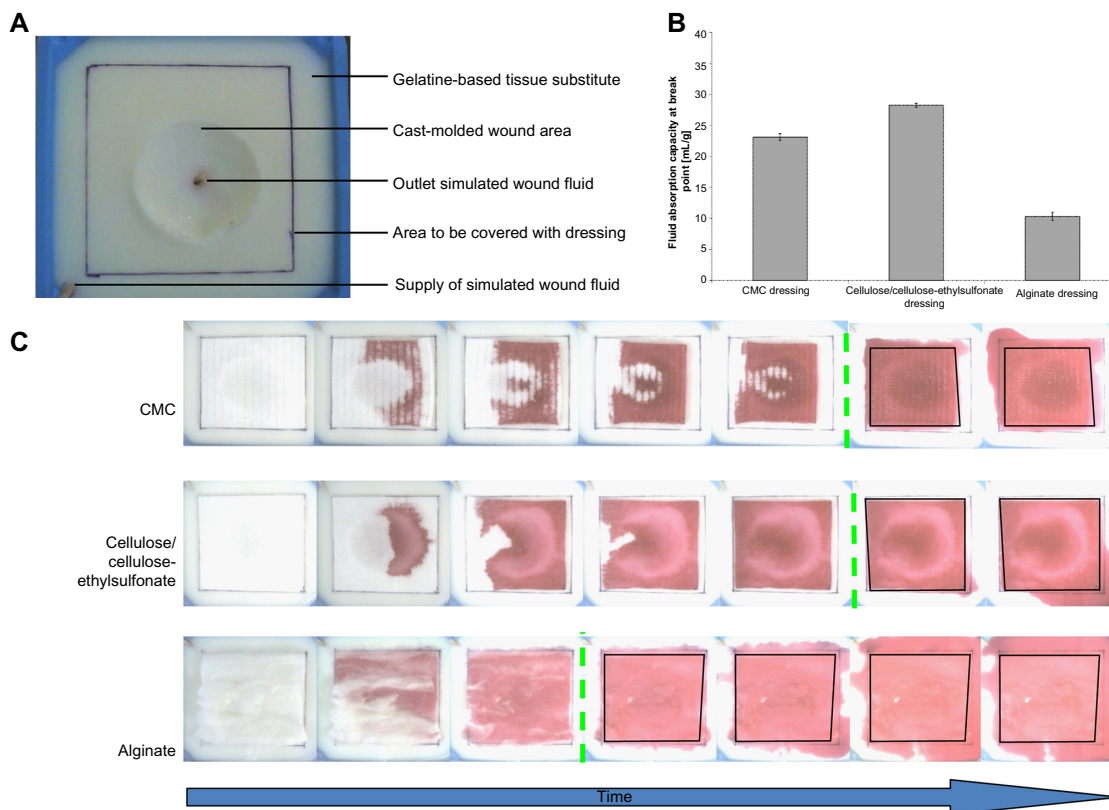 A
Gelatine-based tissue substitute
Cast-molded wound area
Outlet simulated wound fluid
Area to be covered with dressing
Supply of simulated wound fluid
B
Fluid absorption capacity at break
point [mL/g]
40
35
30
25
20
15
10
5
0
CMC dressing
Cellulose/cellulose-ethylsulfonate
dressing
Alginate dressing
C
CMC
Cellulose/
cellulose-
ethylsulfonate
Alginate
Time